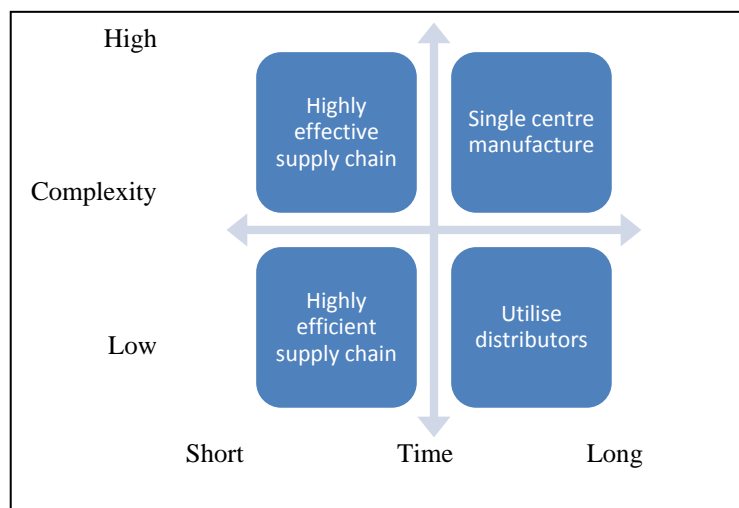 High
Highly
effective
supply chain
Single centre
manufacture
Complexity
Highly
efficient
supply chain
Utilise
distributors
Low
Short
Time
Long